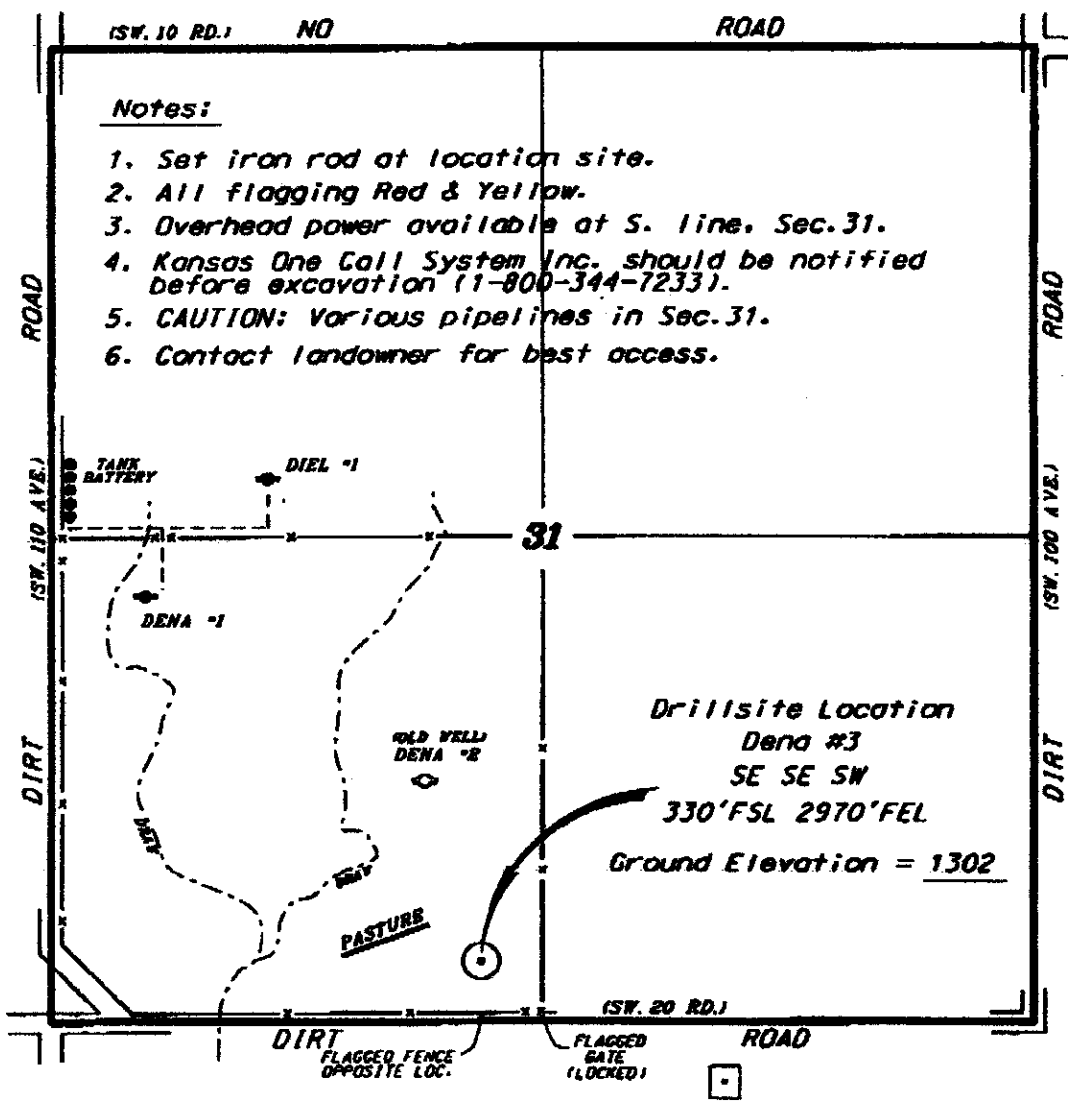 (SW. 10 RD.) NO ROAD
Notes:
1. Set iron rod at location site.
2. All flagging Red & Yellow.
3. Overhead power available at S. line. Sec.31.
4. Kansas One Call System Inc. should be notified
before excavation (1-800-344-7233).
5. CAUTION: Various pipelines in Sec.31.
6. Contact landowner for best access.
ROAD
(SW. 110 AVE.)
DIRT
ROAD
(SW. 100 AVE.)
DIRT
TANK
BATTERY
DIEL #1
31
DENA #1
(OLD WELL)
DENA #2
Drillsite Location
Dena #3
SE SE SW
330'FSL 2970'FEL
Ground Elevation = 1302
DRAW
DRAW
PASTURE
(SW. 20 RD.)
DIRT ROAD
FLAGGED FENCE
OPPOSITE LOC.
FLAGGED
GATE
(LOCKED)